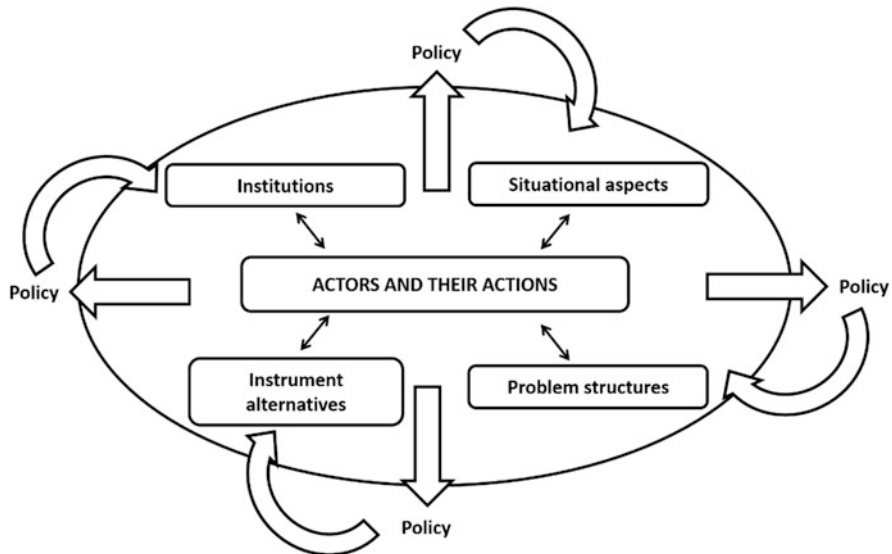 Policy
Institutions
Situational aspects
ACTORS AND THEIR ACTIONS
Policy
Policy
Instrument
alternatives
Problem structures
Policy